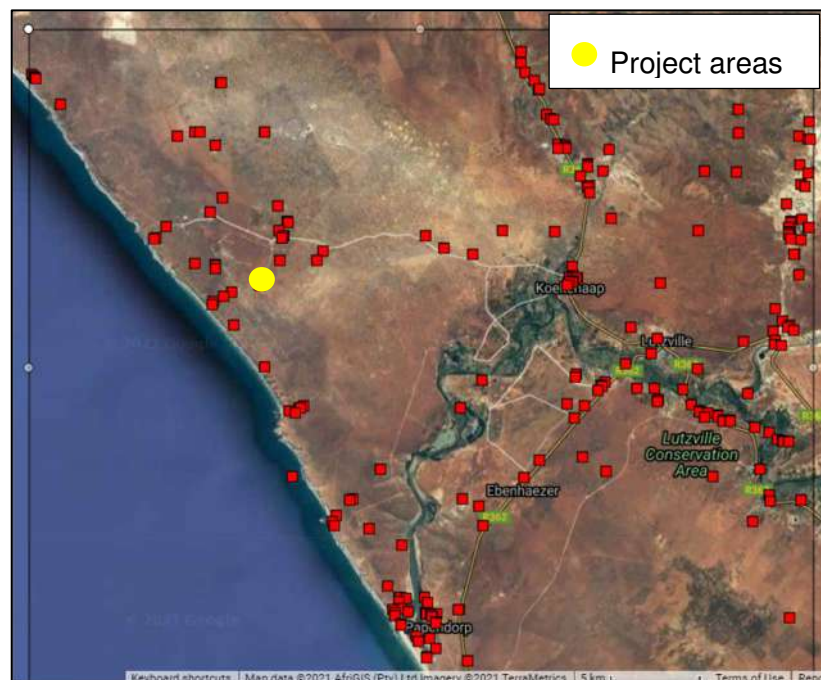 Project areas
Koekenaap
Lutzville
Lutzville
Conservation
Area
Ebenhaezer
R362
Papendorp
Keyboard shortcuts
Map data ©2021 AfriGIS (Pty) Ltd Imagery ©2021 TerraMetrics
5 km
Terms of Use